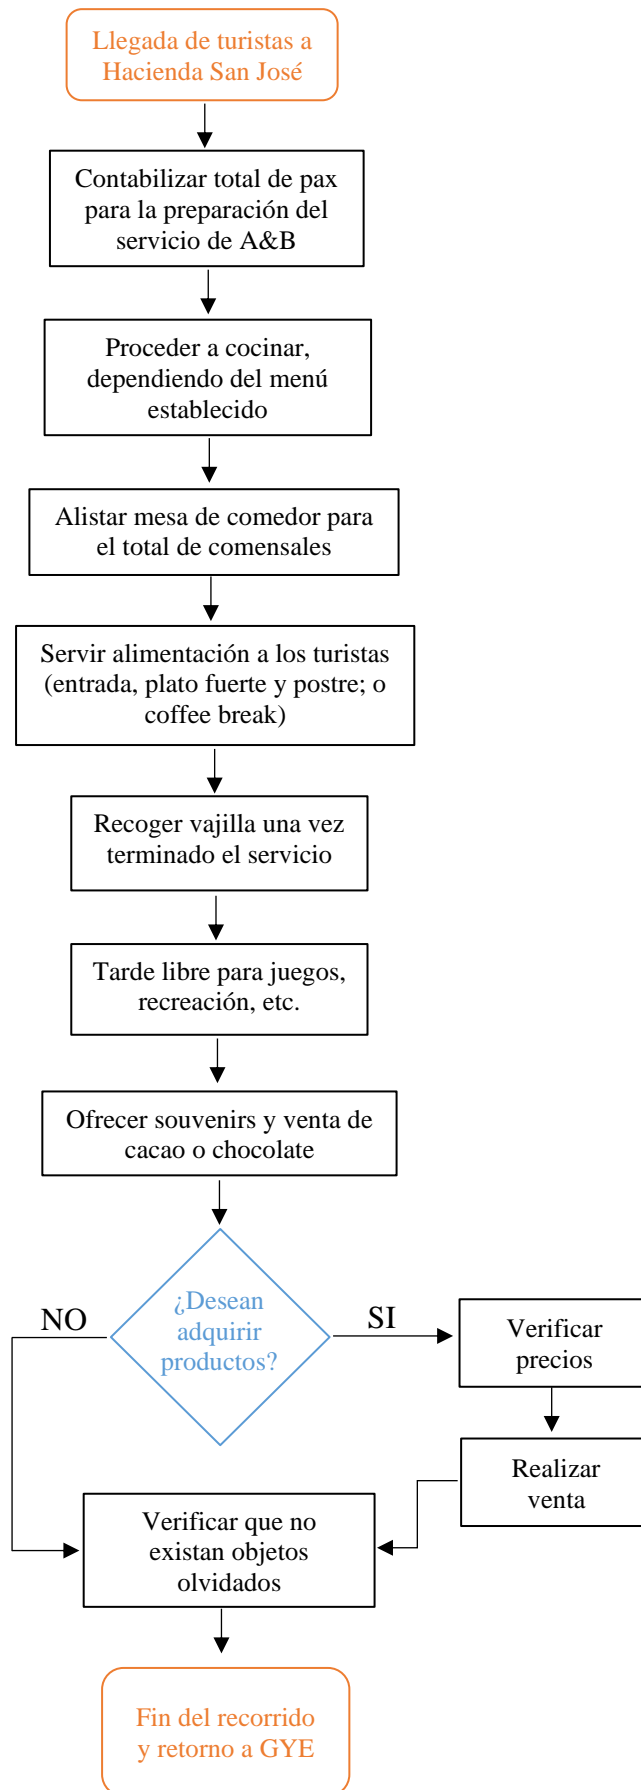 Llegada de turistas a
Hacienda San José
Contabilizar total de pax
para la preparación del
servicio de A&B
Proceder a cocinar,
dependiendo del menú
establecido
Alistar mesa de comedor para
el total de comensales
Servir alimentación a los turistas
(entrada, plato fuerte y postre; o
coffee break)
Recoger vajilla una vez
terminado el servicio
Tarde libre para juegos,
recreación, etc.
Ofrecer souvenirs y venta de
cacao o chocolate
¿Desean
adquirir
productos?
NO
SI
Verificar
precios
Realizar
venta
Verificar que no
existan objetos
olvidados
Fin del recorrido
y retorno a GYE